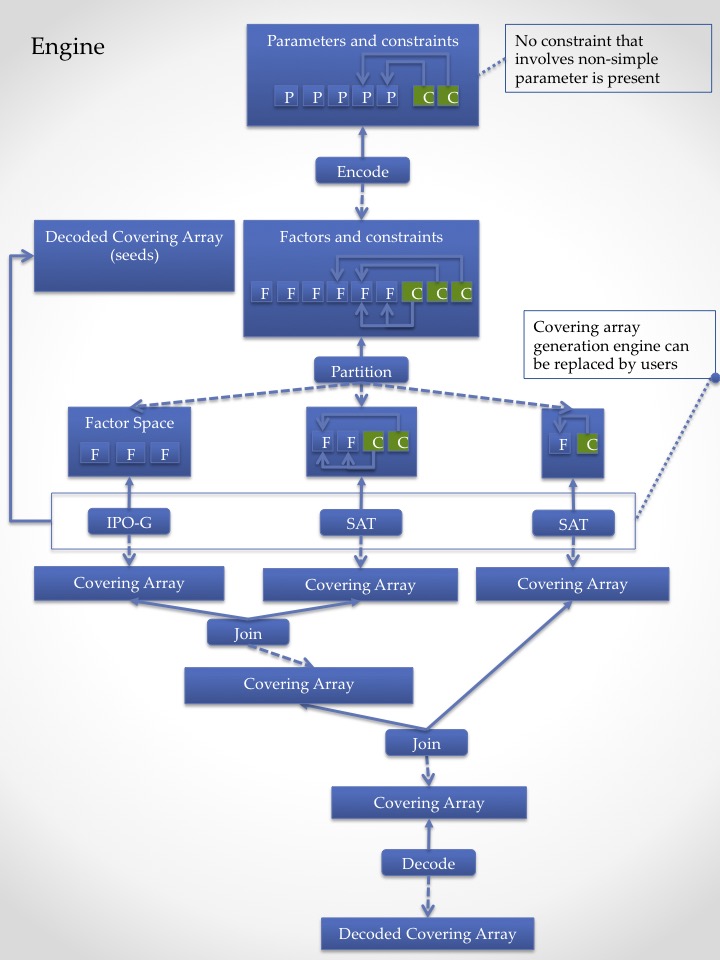 Engine
Parameters and constraints
P P P P P C C
No constraint that
involves non-simple
parameter is present
Encode
Decoded Covering Array
(seeds)
Factors and constraints
F F F F F F C C C
Covering array
generation engine can
be replaced by users
Partition
Factor Space
F F F
F F C C
F C
IPO-G
SAT
SAT
Covering Array
Covering Array
Covering Array
Join
Covering Array
Join
Covering Array
Decode
Decoded Covering Array